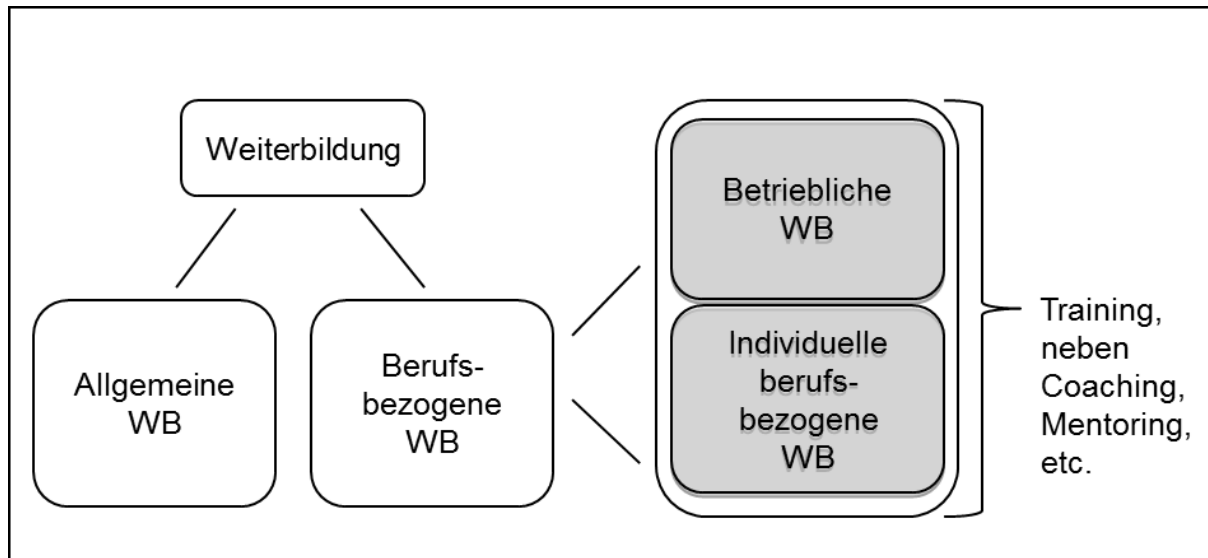 Weiterbildung
Allgemeine
WB
Berufs-
bezogene
WB
Betriebliche
WB
Individuelle
berufs-
bezogene
WB
Training,
neben
Coaching,
Mentoring,
etc.